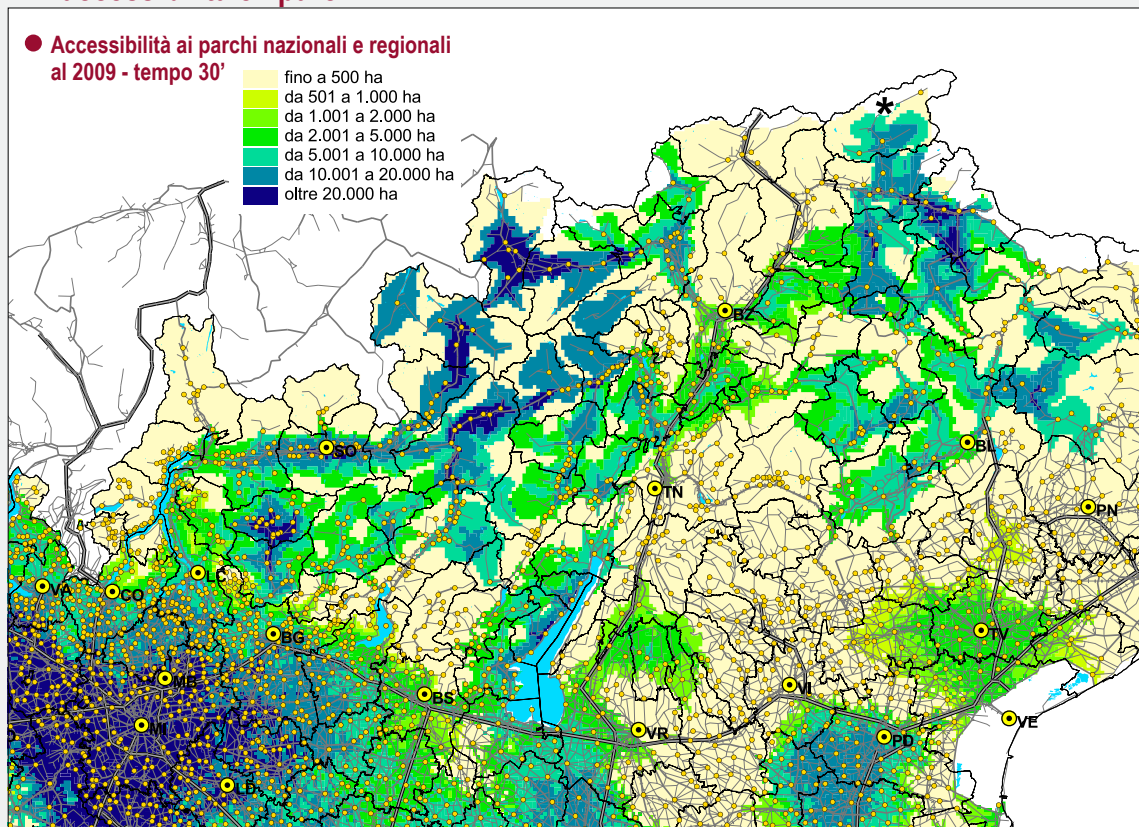 ● Accessibilità ai parchi nazionali e regionali
al 2009 - tempo 30'
fino a 500 ha
da 501 a 1.000 ha
da 1.001 a 2.000 ha
da 2.001 a 5.000 ha
da 5.001 a 10.000 ha
da 10.001 a 20.000 ha
oltre 20.000 ha
*
BZ
SO
BL
TN
PN
LC
VA
CO
BG
TV
MB
VI
BS
VE
MI
VR
PD
LO